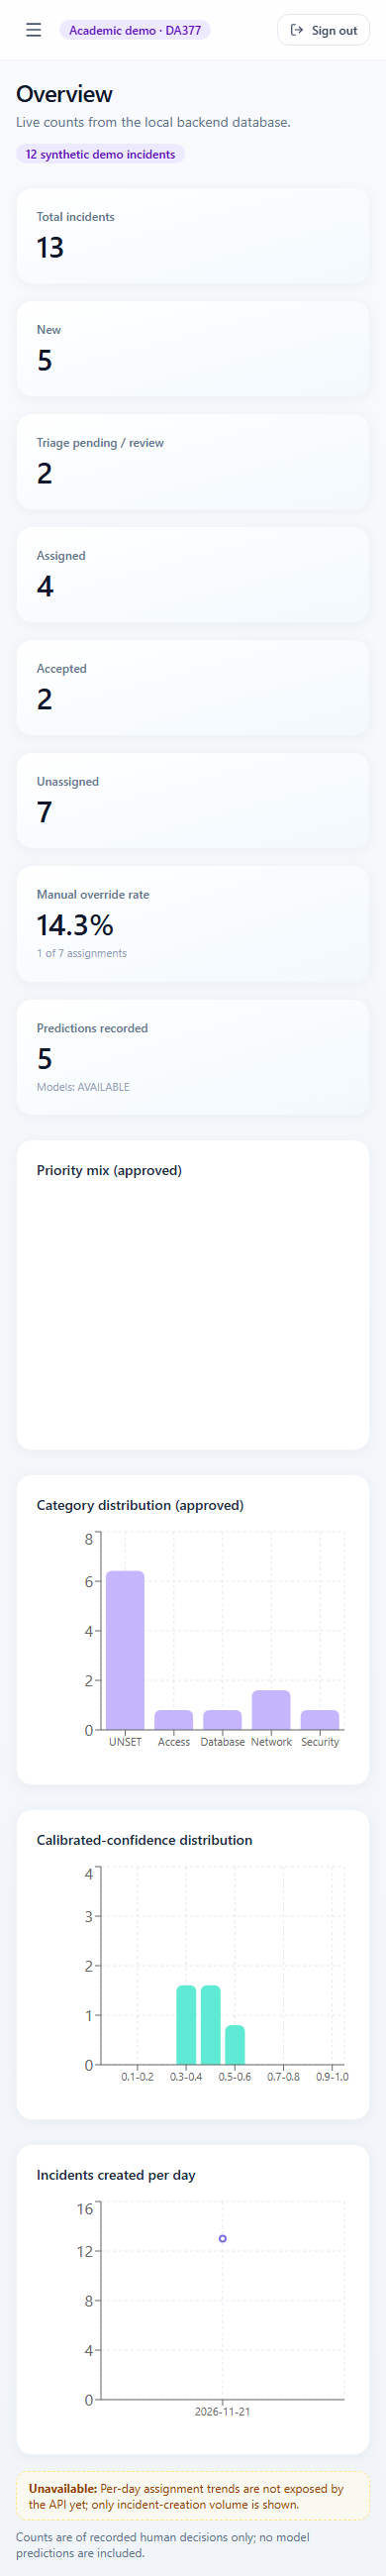 Academic demo · DA377
Sign out
Overview
Live counts from the local backend database.
12 synthetic demo incidents
Total incidents
13
New
5
Triage pending / review
2
Assigned
4
Accepted
2
Unassigned
7
Manual override rate
14.3%
1 of 7 assignments
Predictions recorded
5
Models: AVAILABLE
Priority mix (approved)
Category distribution (approved)
8
6
4
2
0
UNSET Access Database Network Security
Calibrated-confidence distribution
4
3
2
1
0
0.1-0.2 0.3-0.4 0.5-0.6 0.7-0.8 0.9-1.0
Incidents created per day
16
12
8
4
0
2026-11-21
Unavailable: Per-day assignment trends are not exposed by
the API yet; only incident-creation volume is shown.
Counts are of recorded human decisions only; no model
predictions are included.